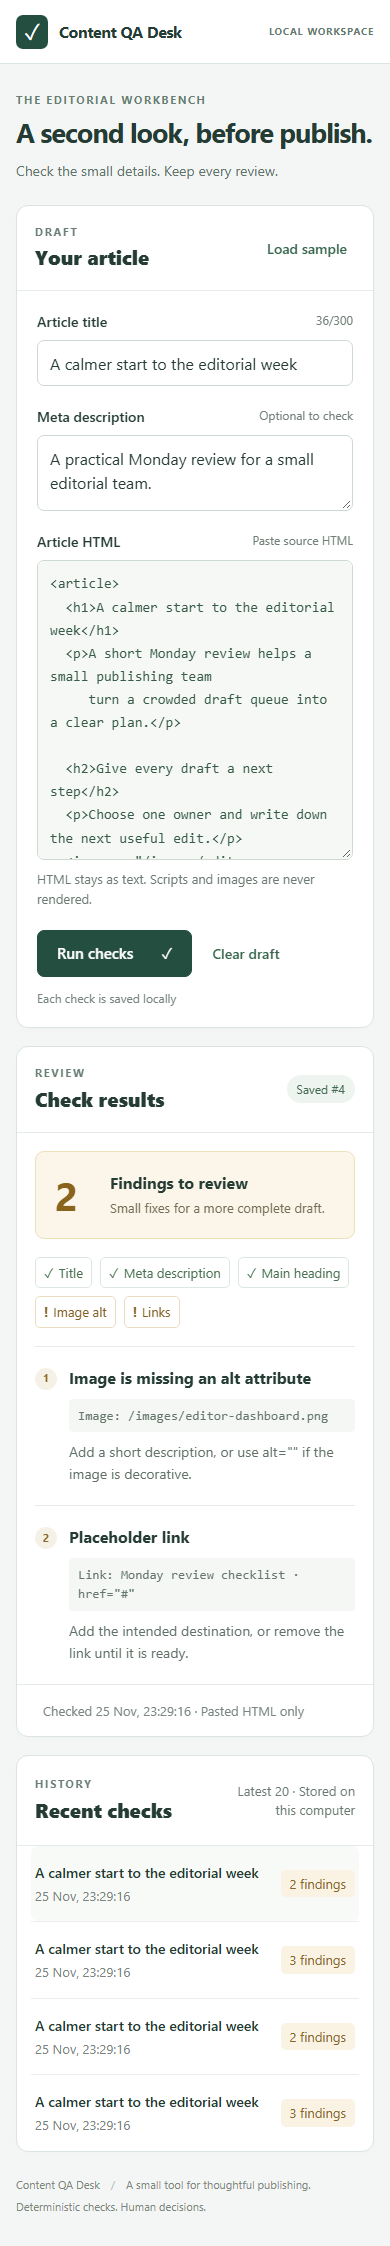 ✓ Content QA Desk
LOCAL WORKSPACE
THE EDITORIAL WORKBENCH
A second look, before publish.
Check the small details. Keep every review.
DRAFT
Your article
Load sample
Article title
36/300
A calmer start to the editorial week
Meta description
Optional to check
A practical Monday review for a small
editorial team.
Article HTML
Paste source HTML
<article>
<h1>A calmer start to the editorial
week</h1>
<p>A short Monday review helps a
small publishing team
turn a crowded draft queue into
a clear plan.</p>
<h2>Give every draft a next
step</h2>
<p>Choose one owner and write down
the next useful edit.</p>
HTML stays as text. Scripts and images are never
rendered.
Run checks ✓
Clear draft
Each check is saved locally
REVIEW
Check results
Saved #4
2
Findings to review
Small fixes for a more complete draft.
✓ Title
✓ Meta description
✓ Main heading
! Image alt
! Links
1
Image is missing an alt attribute
Image: /images/editor-dashboard.png
Add a short description, or use alt="" if the
image is decorative.
2
Placeholder link
Link: Monday review checklist ·
href="#"
Add the intended destination, or remove the
link until it is ready.
Checked 25 Nov, 23:29:16 · Pasted HTML only
HISTORY
Recent checks
Latest 20 · Stored on
this computer
A calmer start to the editorial week
25 Nov, 23:29:16
2 findings
A calmer start to the editorial week
25 Nov, 23:29:16
3 findings
A calmer start to the editorial week
25 Nov, 23:29:16
2 findings
A calmer start to the editorial week
25 Nov, 23:29:16
3 findings
Content QA Desk / A small tool for thoughtful publishing.
Deterministic checks. Human decisions.